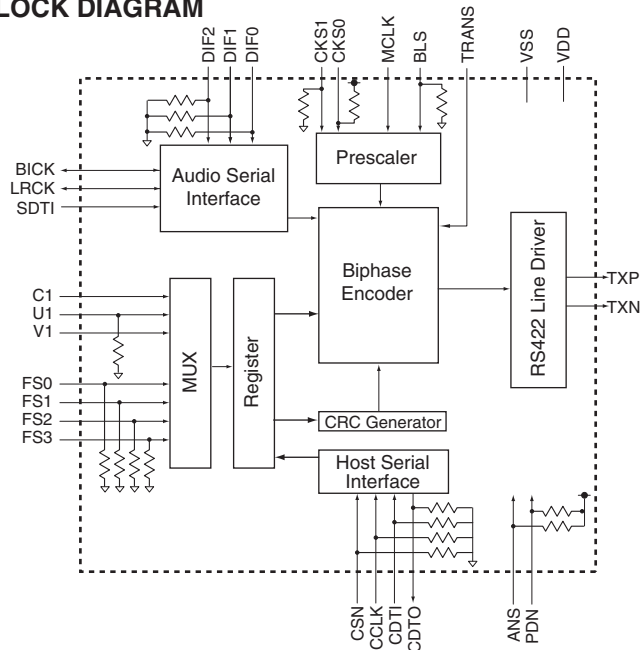 LOCK DIAGRAM
DIF2
DIF1
DIF0
CKS1
CKS0
MCLK
BLS
TRANS
VSS
VDD
BICK
LRCK
SDTI
Audio Serial
Interface
Prescaler
Biphase
Encoder
RS422 Line Driver
TXP
TXN
C1
U1
V1
FS0
FS1
FS2
FS3
MUX
Register
CRC Generator
Host Serial
Interface
CSN
CCLK
CDTI
CDTO
ANS
PDN